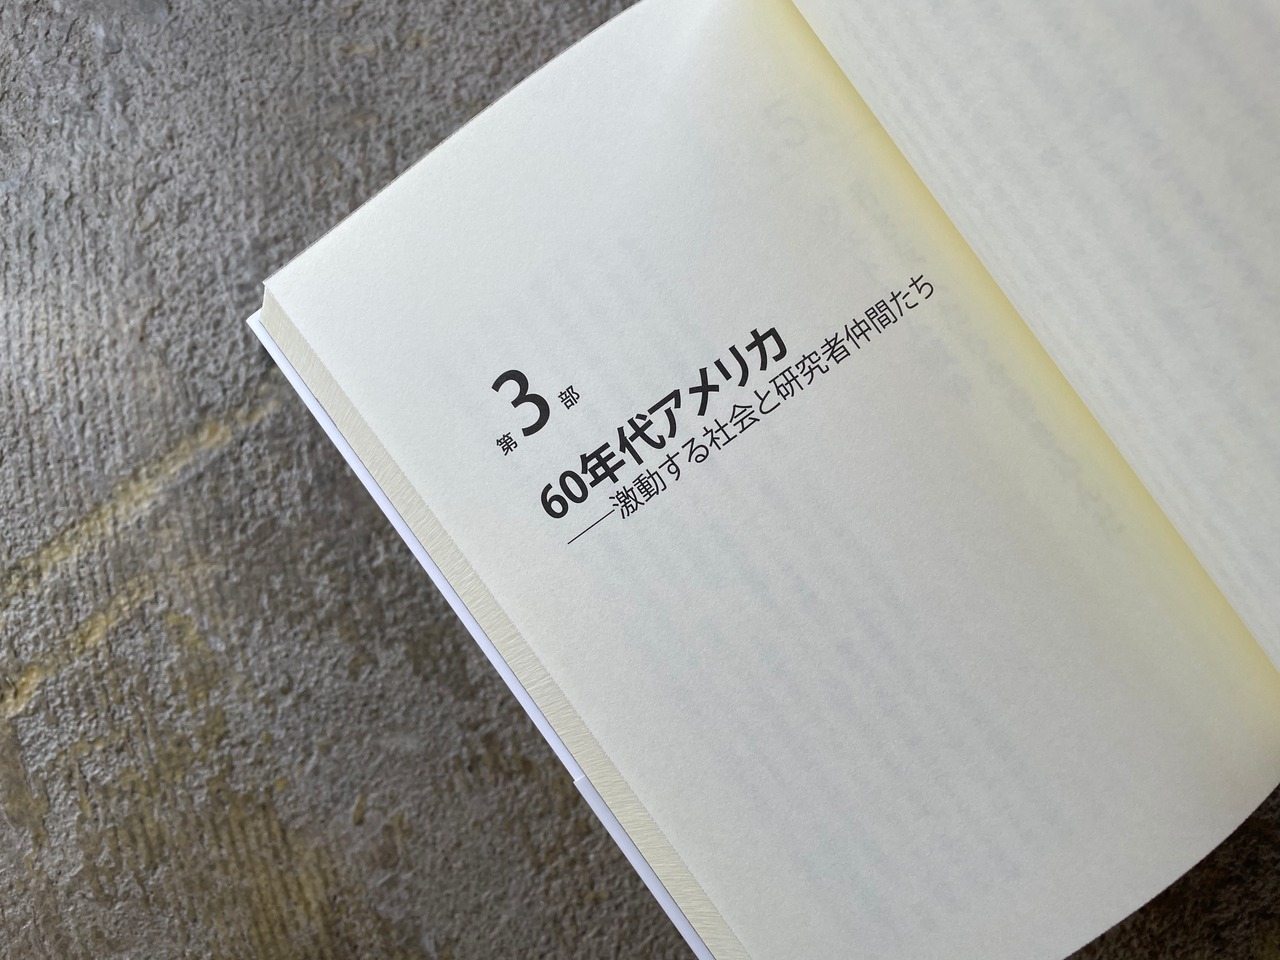 第3部
60年代アメリカ
──激動する社会と研究者仲間たち